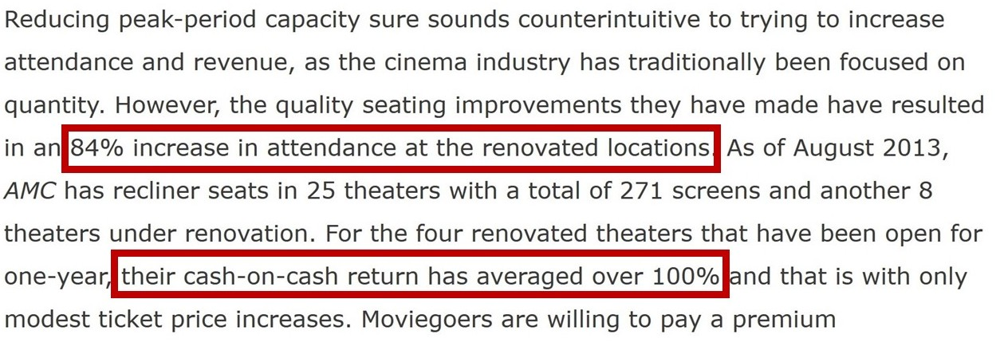 Reducing peak-period capacity sure sounds counterintuitive to trying to increase
attendance and revenue, as the cinema industry has traditionally been focused on
quantity. However, the quality seating improvements they have made have resulted
in an 84% increase in attendance at the renovated locations. As of August 2013,
AMC has recliner seats in 25 theaters with a total of 271 screens and another 8
theaters under renovation. For the four renovated theaters that have been open for
one-year, their cash-on-cash return has averaged over 100% and that is with only
modest ticket price increases. Moviegoers are willing to pay a premium